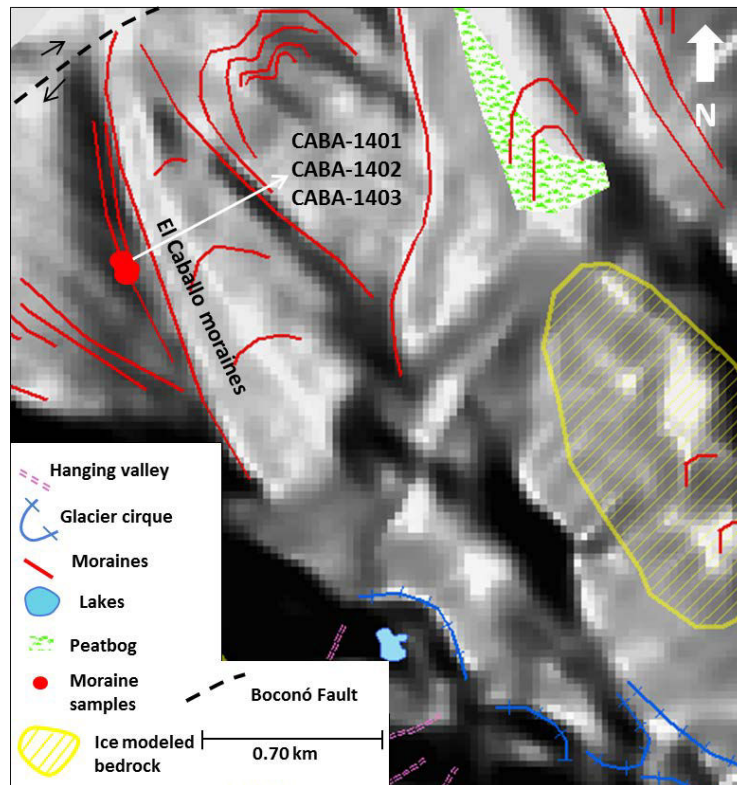 N
CABA-1401
CABA-1402
CABA-1403
El Caballo moraines
Hanging valley
Glacier cirque
Moraines
Lakes
Peatbog
Moraine
samples
Ice modeled
bedrock
Boconó Fault
0.70 km